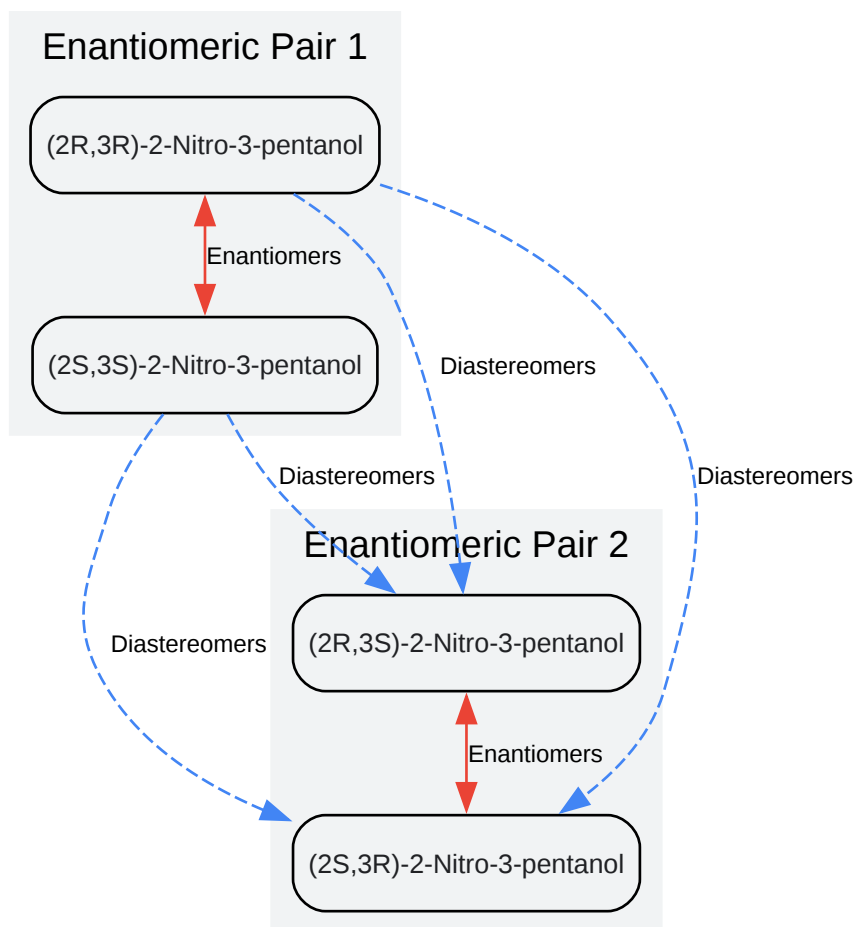 Enantiomeric Pair 1
(2R,3R)-2-Nitro-3-pentanol
Enantiomers
(2S,3S)-2-Nitro-3-pentanol
Diastereomers
Diastereomers
Diastereomers
Enantiomeric Pair 2
(2R,3S)-2-Nitro-3-pentanol
Diastereomers
Enantiomers
(2S,3R)-2-Nitro-3-pentanol